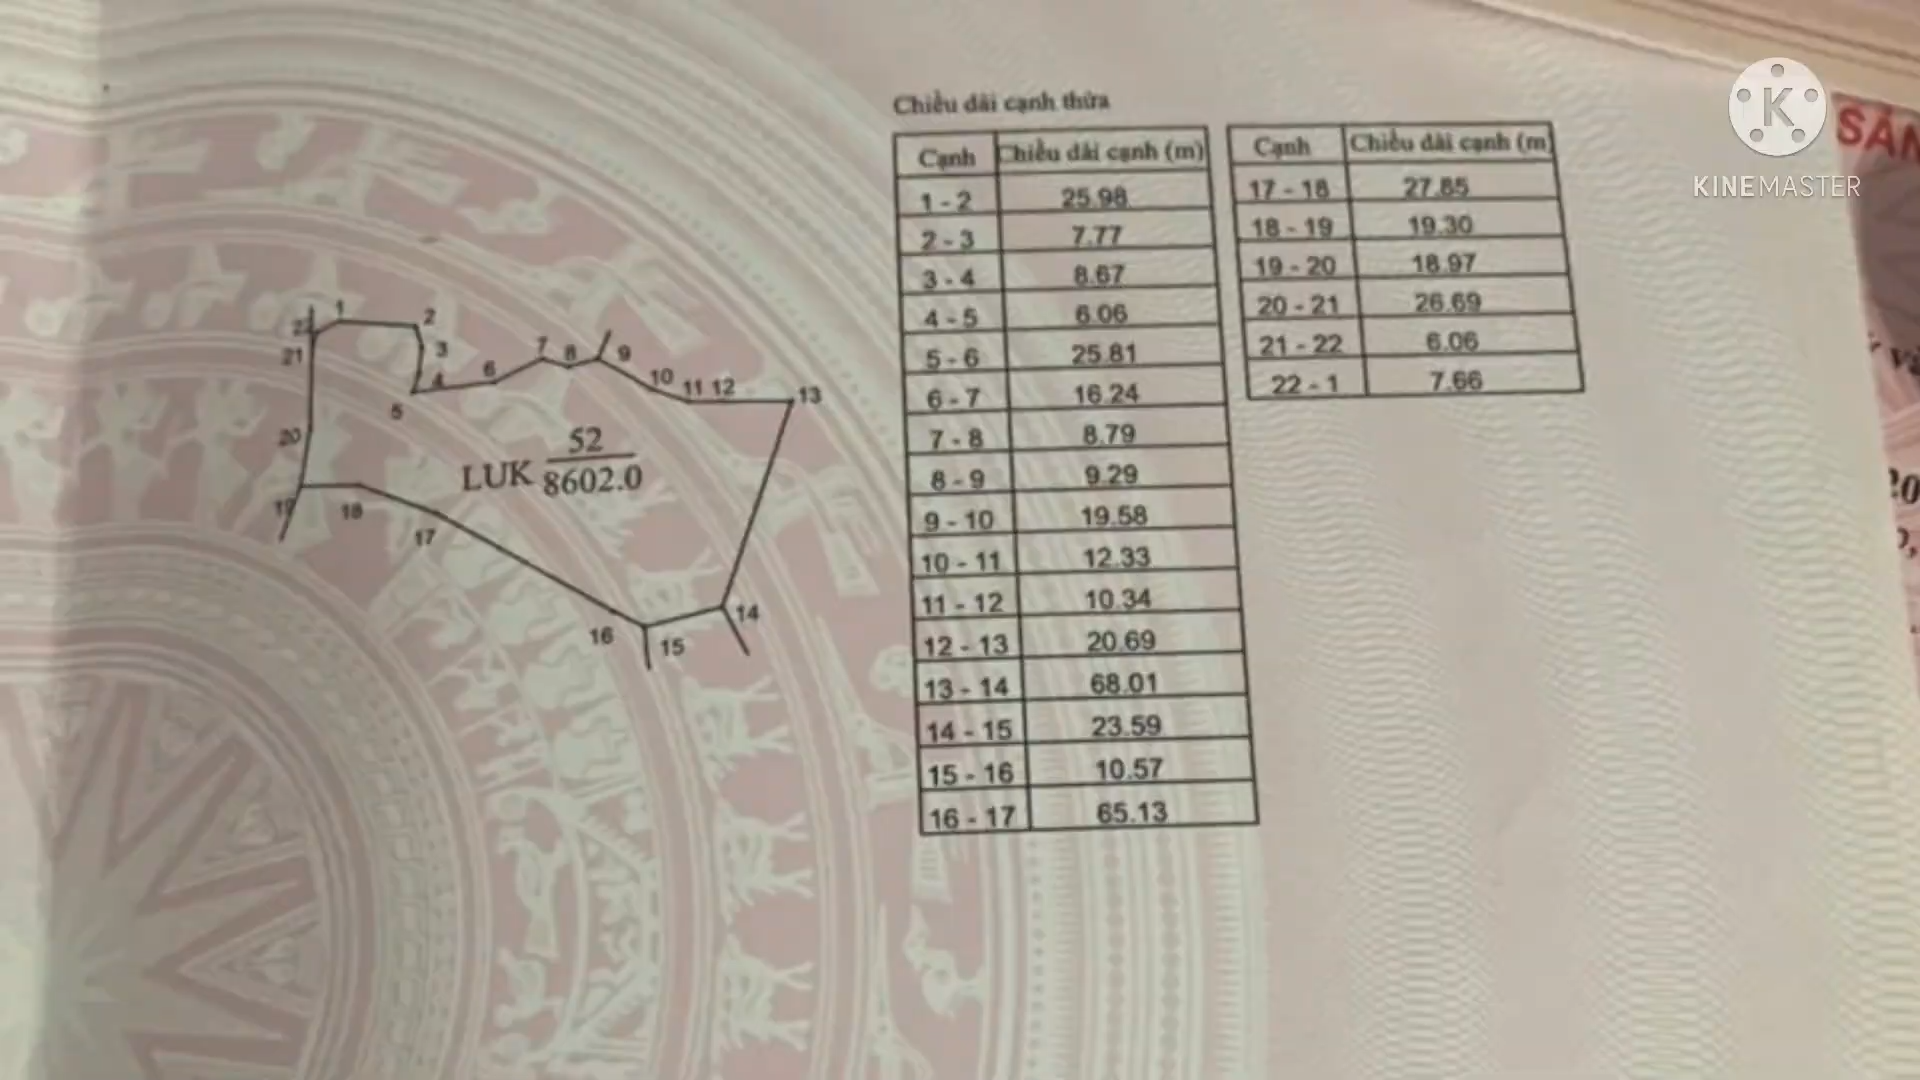 Chiều dài cạnh thửa
Cạnh Chiều dài cạnh (m)
1 - 2 25.98
2 - 3 7.77
3 - 4 8.67
4 - 5 6.06
5 - 6 25.81
6 - 7 16.24
7 - 8 8.79
8 - 9 9.29
9 - 10 19.58
10 - 11 12.33
11 - 12 10.34
12 - 13 20.69
13 - 14 68.01
14 - 15 23.59
15 - 16 10.57
16 - 17 65.13
Cạnh Chiều dài cạnh (m)
17 - 18 27.85
18 - 19 19.30
19 - 20 18.97
20 - 21 26.69
21 - 22 6.06
22 - 1 7.66
22 1 2
21 3
4
5 6 7 8 9
10 11 12 13
20
19 18 17
16 15 14
52
LUK 8602.0
KINEMASTER
SẢN